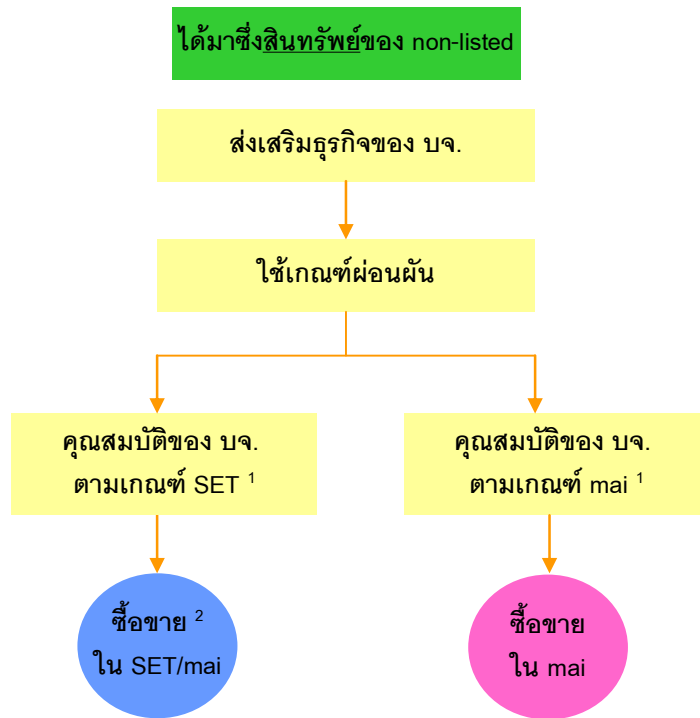 ได้มาซึ่งสินทรัพย์ของ non-listed
ส่งเสริมธุรกิจของ บจ.
ใช้เกณฑ์ผ่อนผัน
คุณสมบัติของ บจ.
ตามเกณฑ์ SET 1
คุณสมบัติของ บจ.
ตามเกณฑ์ mai 1
ซื้อขาย 2
ใน SET/mai
ซื้อขาย
ใน mai